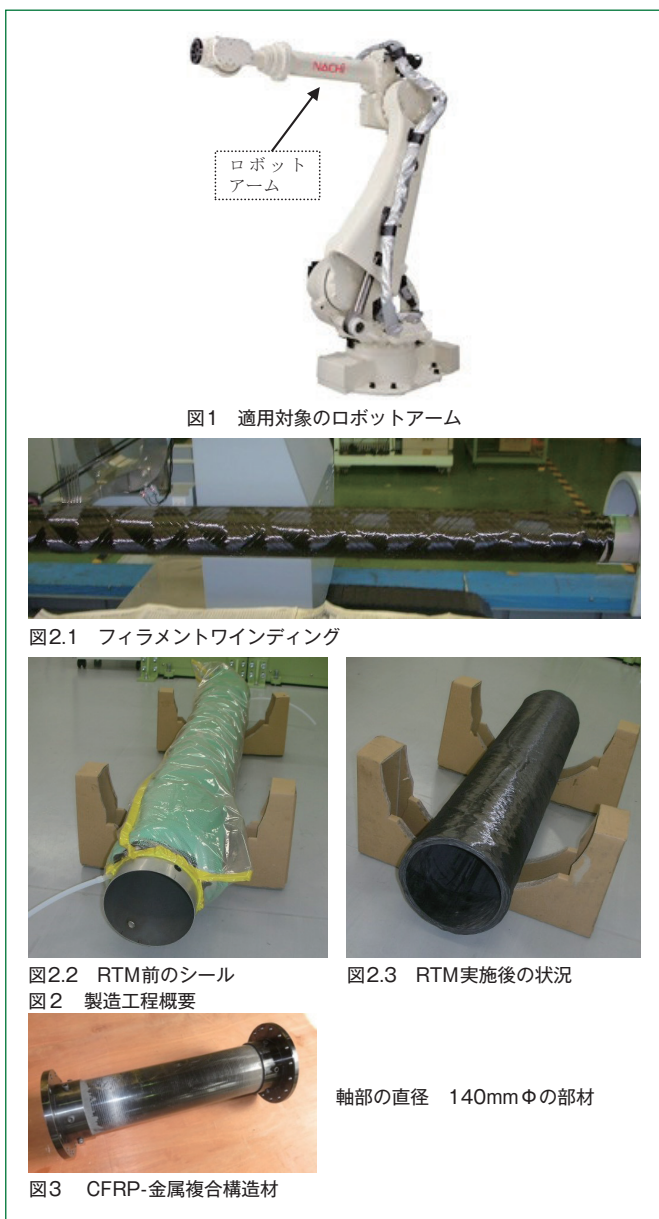 NACHi
ロボット
アーム
図1 適用対象のロボットアーム
図2.1 フィラメントワインディング
図2.2 RTM前のシール
図2.3 RTM実施後の状況
図2 製造工程概要
軸部の直径 140mmΦの部材
図3 CFRP-金属複合構造材